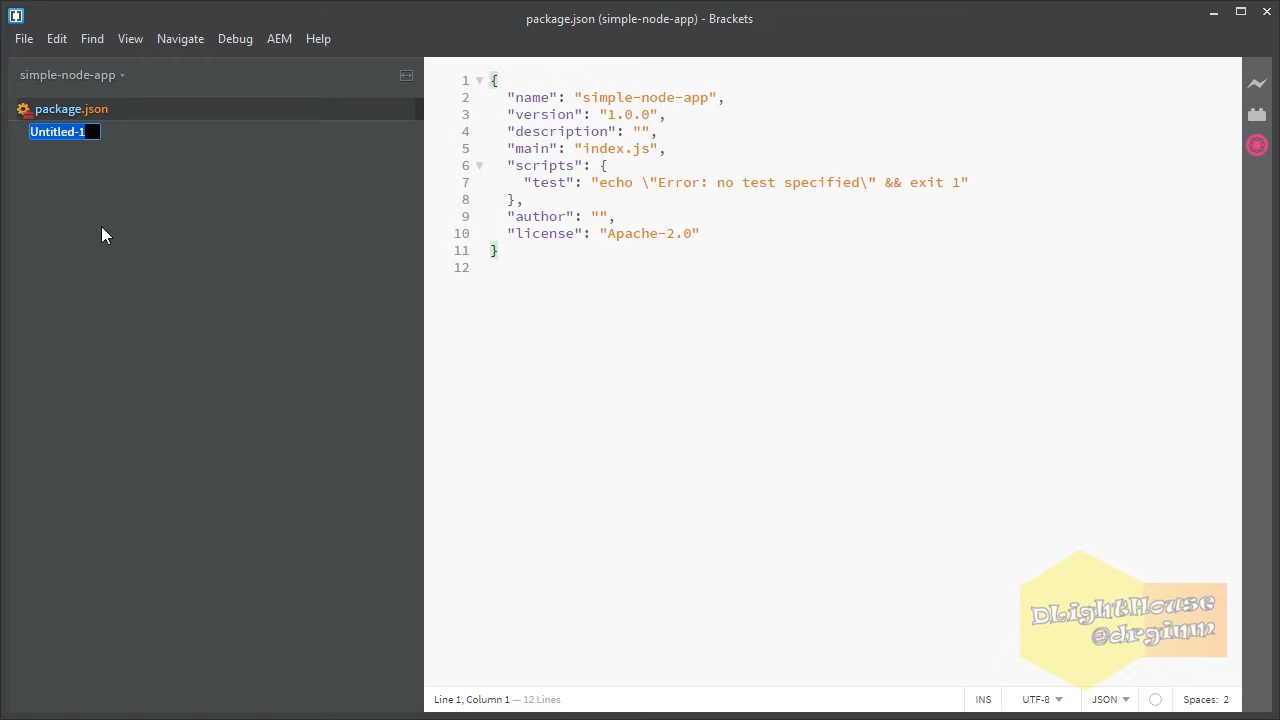 package.json (simple-node-app) - Brackets
File Edit Find View Navigate Debug AEM Help
simple-node-app
package.json
Untitled-1
1 {
2 "name": "simple-node-app",
3 "version": "1.0.0",
4 "description": "",
5 "main": "index.js",
6 "scripts": {
7 "test": "echo \"Error: no test specified\" && exit 1"
8 },
9 "author": "",
10 "license": "Apache-2.0"
11 }
12
DLightHouse
@drginm
Line 1, Column 1 — 12 Lines
INS UTF-8 JSON Spaces: 2